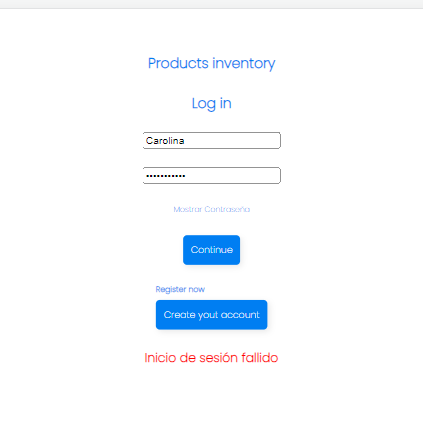 Products inventory
Log in
Carolina
•••••••••••
Mostrar Contraseña
Continue
Register now
Create yout account
Inicio de sesión fallido